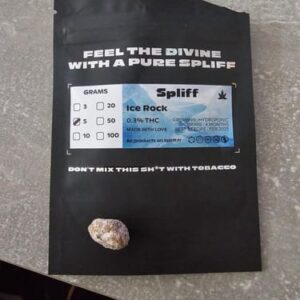 FEEL THE DIVINE
WITH A PURE SPLIFF
GRAMS
3 20
5 50
10 100
Spliff
Ice Rock
0.3% THC
MADE WITH LOVE
DON'T MIX THIS SH*T WITH TOBACCO